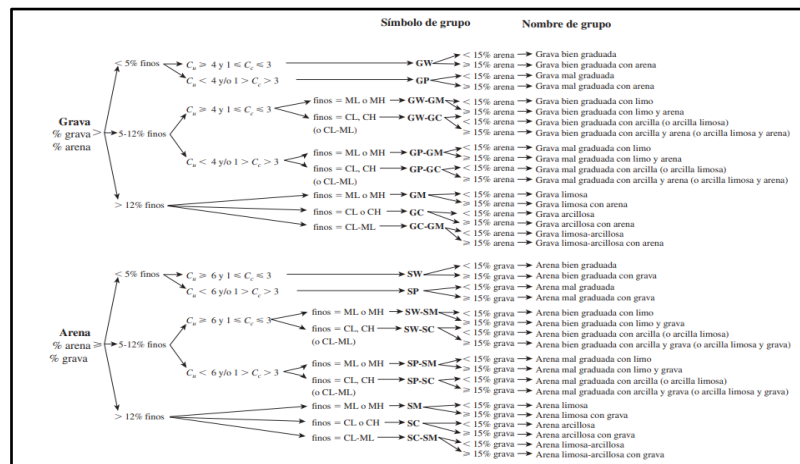 Símbolo de grupo Nombre de grupo
< 5% finos
Cu ≥ 4 y 1 ≤ Cc ≤ 3
GW
< 15% arena Grava bien graduada
≥ 15% arena Grava bien graduada con arena
Cu < 4 y/o 1 > Cc > 3
GP
< 15% arena Grava mal graduada
≥ 15% arena Grava mal graduada con arena
Grava
% grava >
% arena
5-12% finos
Cu ≥ 4 y 1 ≤ Cc ≤ 3
finos = ML o MH GW-GM
< 15% arena Grava bien graduada con limo
≥ 15% arena Grava bien graduada con limo y arena
finos = CL, CH GW-GC
(o CL-ML)
< 15% arena Grava bien graduada con arcilla (o arcilla limosa)
≥ 15% arena Grava bien graduada con arcilla y arena (o arcilla limosa y arena)
Cu < 4 y/o 1 > Cc > 3
finos = ML o MH GP-GM
< 15% arena Grava mal graduada con limo
≥ 15% arena Grava mal graduada con limo y arena
finos = CL, CH GP-GC
(o CL-ML)
< 15% arena Grava mal graduada con arcilla (o arcilla limosa)
≥ 15% arena Grava mal graduada con arcilla y arena (o arcilla limosa y arena)
> 12% finos
finos = ML o MH GM
< 15% arena Grava limosa
≥ 15% arena Grava limosa con arena
finos = CL o CH GC
< 15% arena Grava arcillosa
≥ 15% arena Grava arcillosa con arena
finos = CL-ML GC-GM
< 15% arena Grava limosa-arcillosa
≥ 15% arena Grava limosa-arcillosa con arena
< 5% finos
Cu ≥ 6 y 1 ≤ Cc ≤ 3
SW
< 15% grava Arena bien graduada
≥ 15% grava Arena bien graduada con grava
Cu < 6 y/o 1 > Cc > 3
SP
< 15% grava Arena mal graduada
≥ 15% grava Arena mal graduada con grava
Arena
% arena ≥
% grava
5-12% finos
Cu ≥ 6 y 1 ≤ Cc ≤ 3
finos = ML o MH SW-SM
< 15% grava Arena bien graduada con limo
≥ 15% grava Arena bien graduada con limo y grava
finos = CL, CH SW-SC
(o CL-ML)
< 15% grava Arena bien graduada con arcilla (o arcilla limosa)
≥ 15% grava Arena bien graduada con arcilla y grava (o arcilla limosa y grava)
Cu < 6 y/o 1 > Cc > 3
finos = ML o MH SP-SM
< 15% grava Arena mal graduada con limo
≥ 15% grava Arena mal graduada con limo y grava
finos = CL, CH SP-SC
(o CL-ML)
< 15% grava Arena mal graduada con arcilla (o arcilla limosa)
≥ 15% grava Arena mal graduada con arcilla y grava (o arcilla limosa y grava)
> 12% finos
finos = ML o MH SM
< 15% grava Arena limosa
≥ 15% grava Arena limosa con grava
finos = CL o CH SC
< 15% grava Arena arcillosa
≥ 15% grava Arena arcillosa con grava
finos = CL-ML SC-SM
< 15% grava Arena limosa-arcillosa
≥ 15% grava Arena limosa-arcillosa con grava